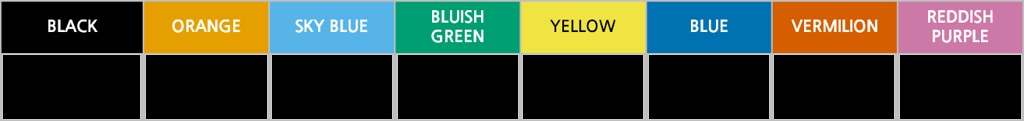 BLACK
ORANGE
SKY BLUE
BLUISH
GREEN
YELLOW
BLUE
VERMILION
REDDISH
PURPLE